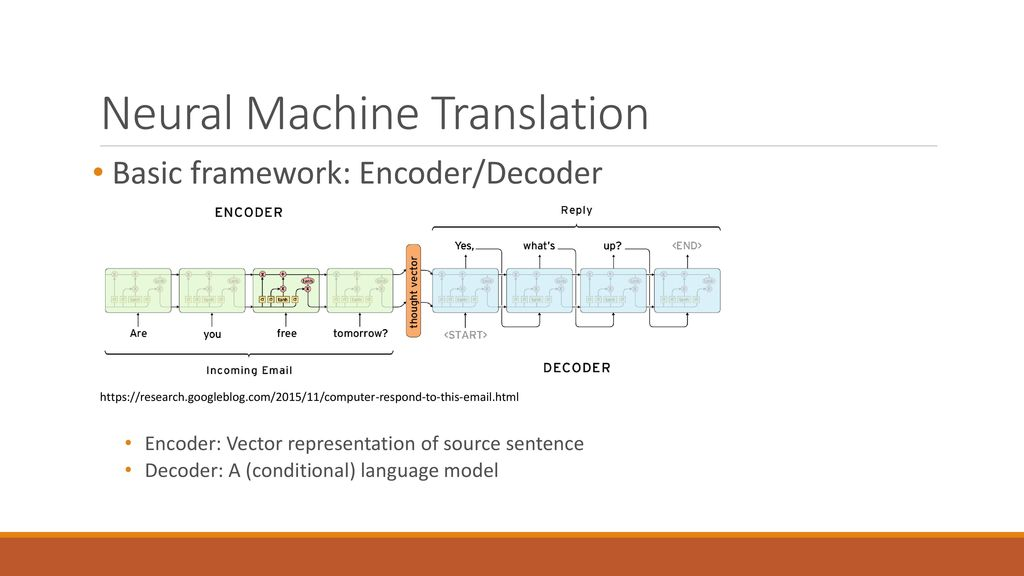 Neural Machine Translation
• Basic framework: Encoder/Decoder
ENCODER
Reply
Yes, what's up? <END>
thought vector
Are you free tomorrow? <START>
Incoming Email
DECODER
https://research.googleblog.com/2015/11/computer-respond-to-this-email.html
• Encoder: Vector representation of source sentence
• Decoder: A (conditional) language model